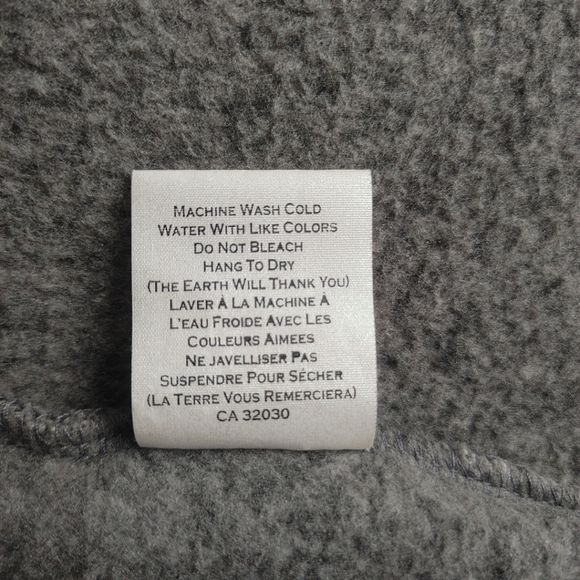 Machine Wash Cold
Water With Like Colors
Do Not Bleach
Hang To Dry
(The Earth Will Thank You)
Laver À La Machine À
L'eau Froide Avec Les
Couleurs Aimees
Ne javelliser Pas
Suspendre Pour Sécher
(La Terre Vous Remerciera)
CA 32030